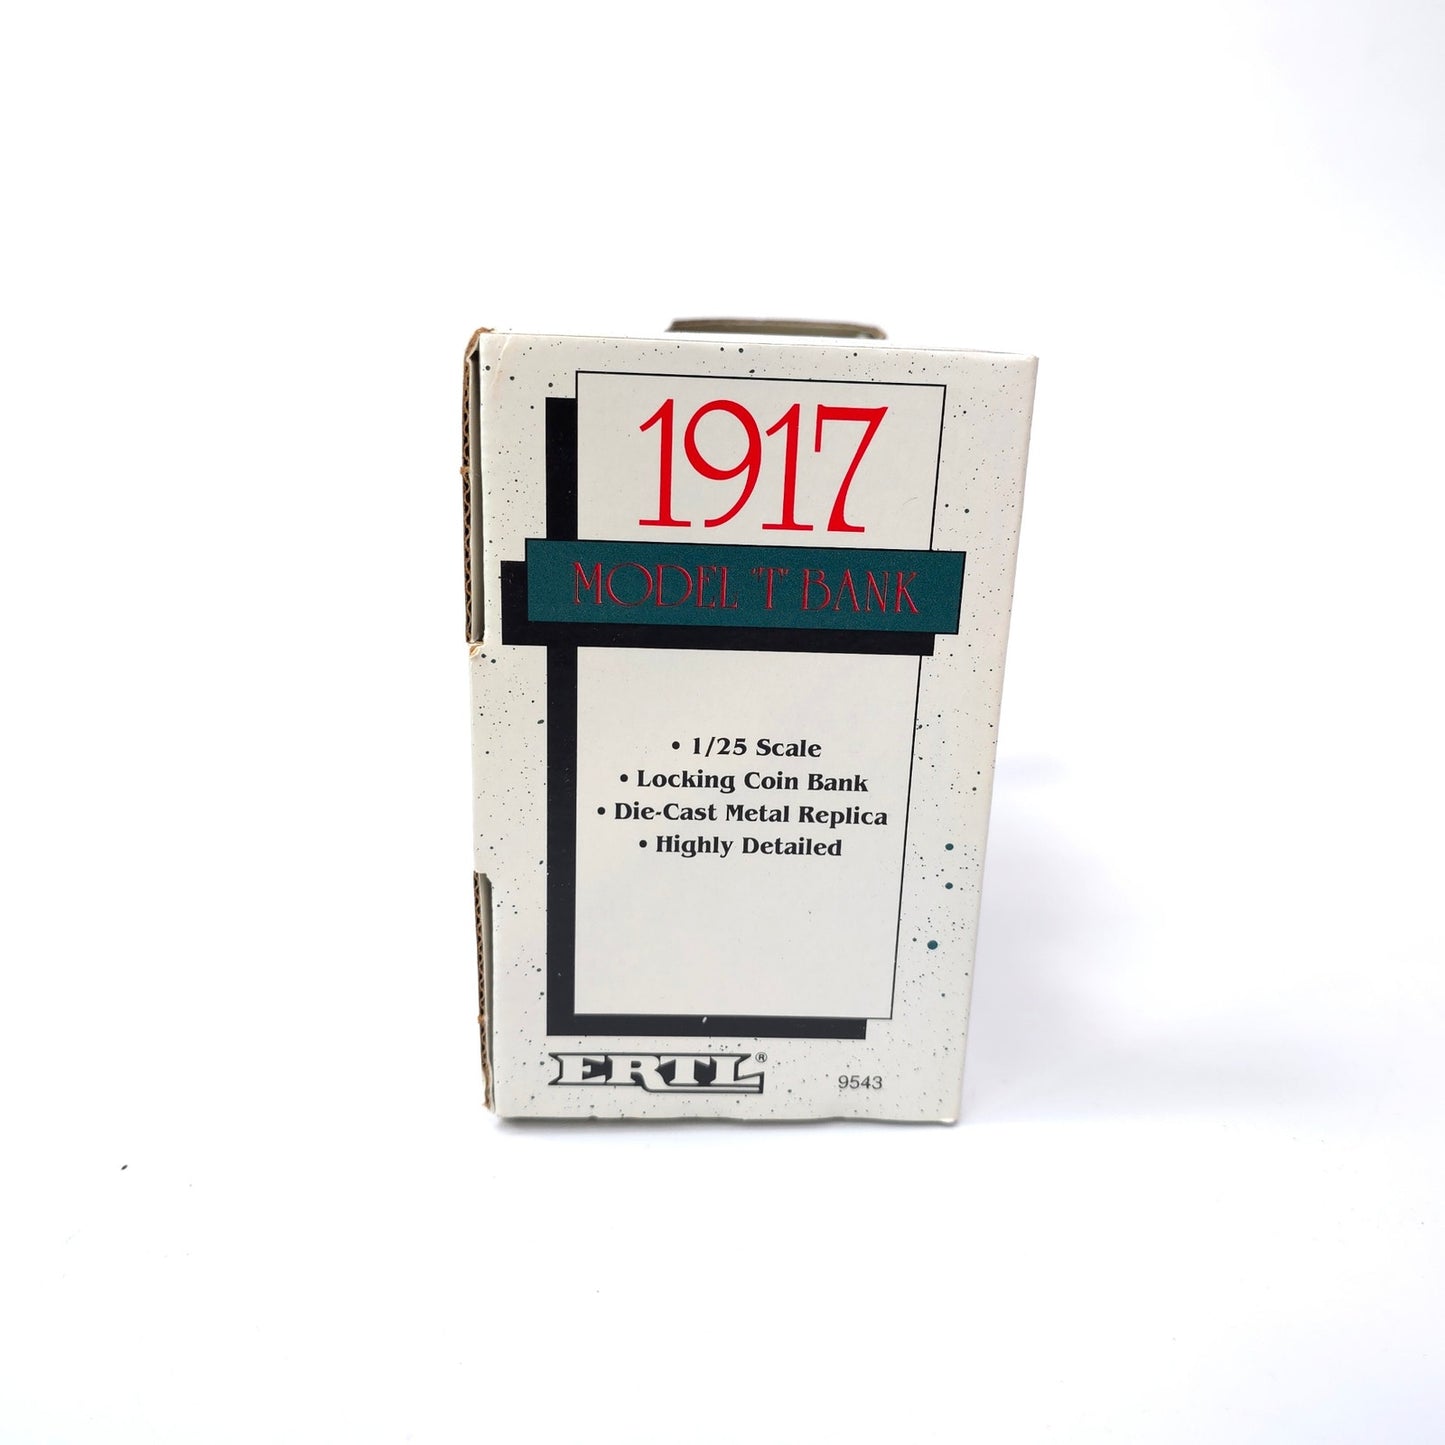 1917
MODEL "T" BANK
• 1/25 Scale
• Locking Coin Bank
• Die-Cast Metal Replica
• Highly Detailed
ERTL®
9543